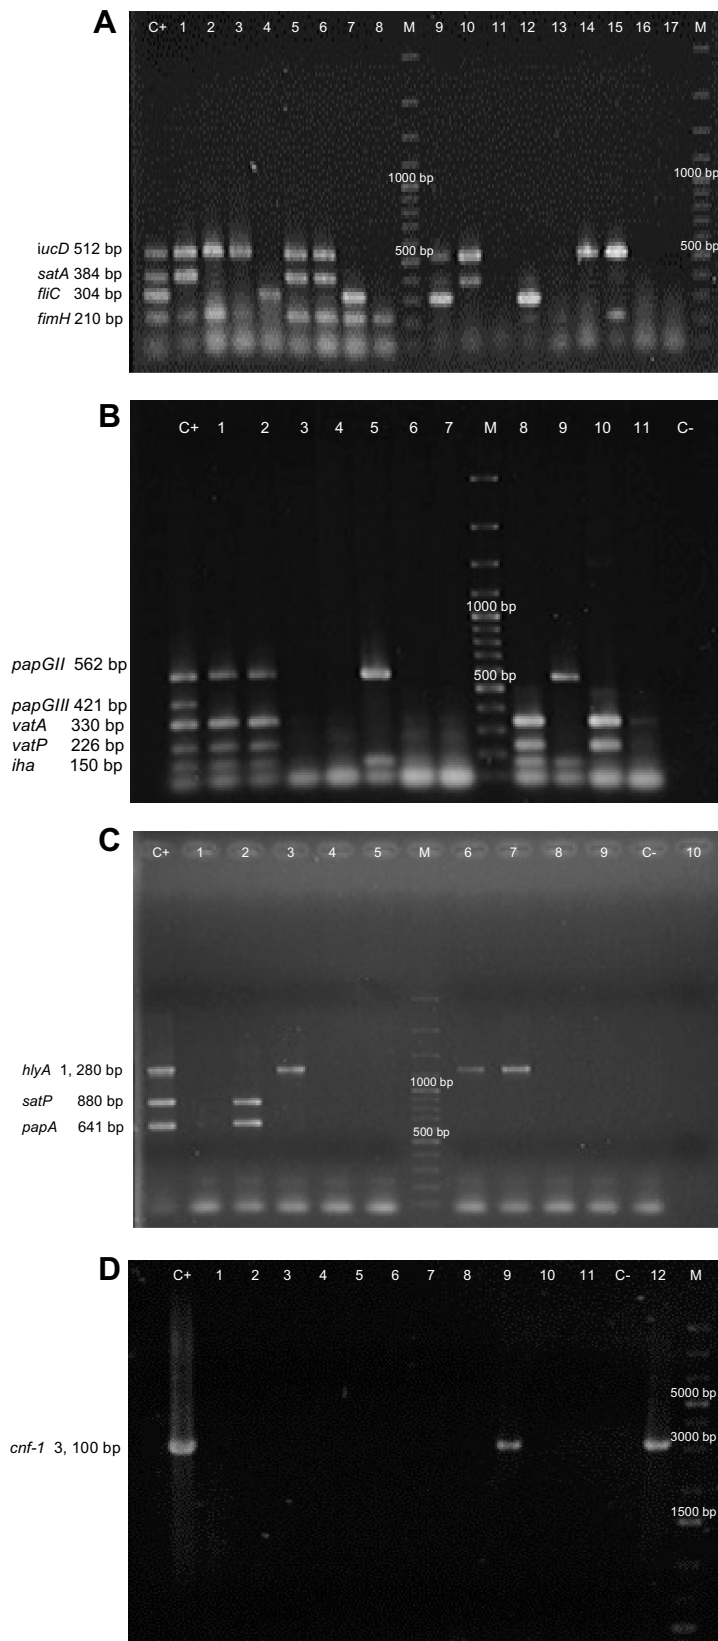 A
C+ 1 2 3 4 5 6 7 8 M 9 10 11 12 13 14 15 16 17 M
1000 bp 1000 bp
iucD 512 bp 500 bp 500 bp
satA 384 bp
fliC 304 bp
fimH 210 bp
B
C+ 1 2 3 4 5 6 7 M 8 9 10 11 C-
1000 bp
papGII 562 bp 500 bp
papGIII 421 bp
vatA 330 bp
vatP 226 bp
iha 150 bp
C
C+ 1 2 3 4 5 M 6 7 8 9 C- 10
hlyA 1, 280 bp
1000 bp
satP 880 bp
papA 641 bp
500 bp
D
C+ 1 2 3 4 5 6 7 8 9 10 11 C- 12 M
5000 bp
3000 bp
cnf-1 3, 100 bp
1500 bp